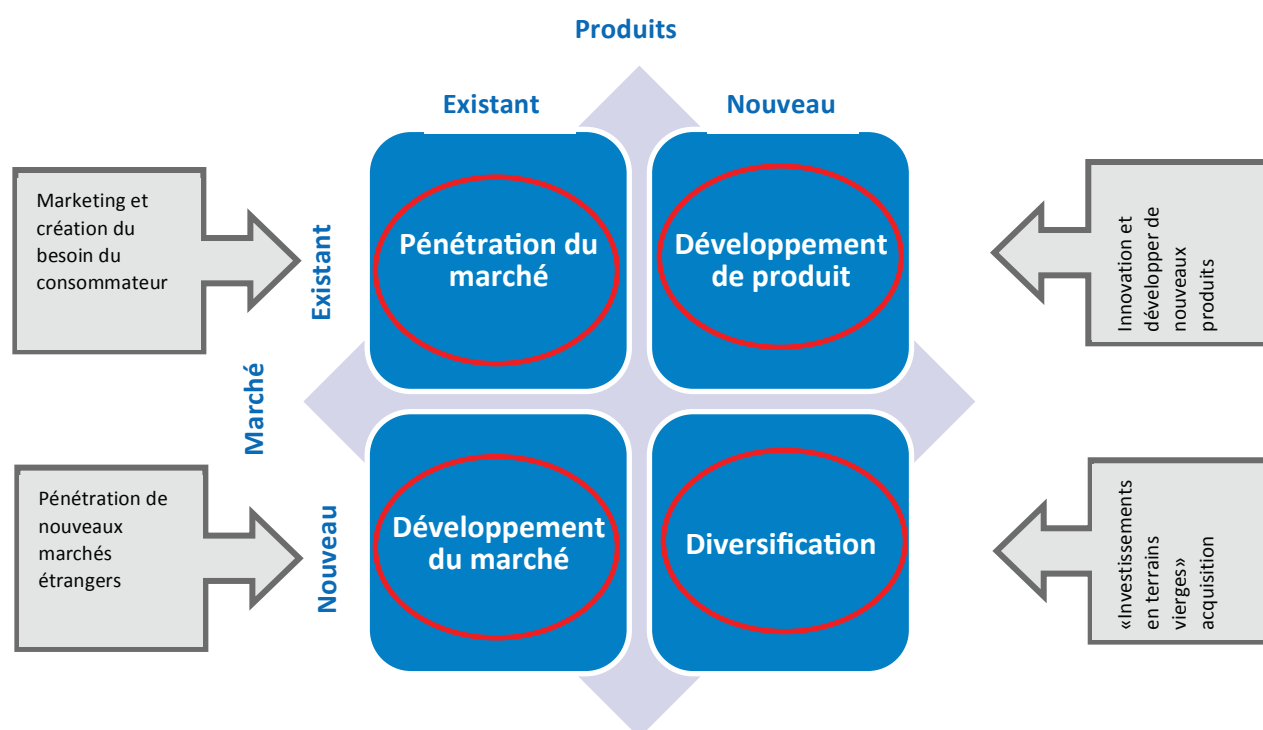 Produits
Existant
Nouveau
Marketing et
création du
besoin du
consommateur
Existant
Pénétration du
marché
Développement
de produit
Innovation et
développer de
nouveaux
produits
Marché
Pénétration de
nouveaux
marchés
étrangers
Nouveau
Développement
du marché
Diversification
«Investissements
en terrains
vierges»
acquisition